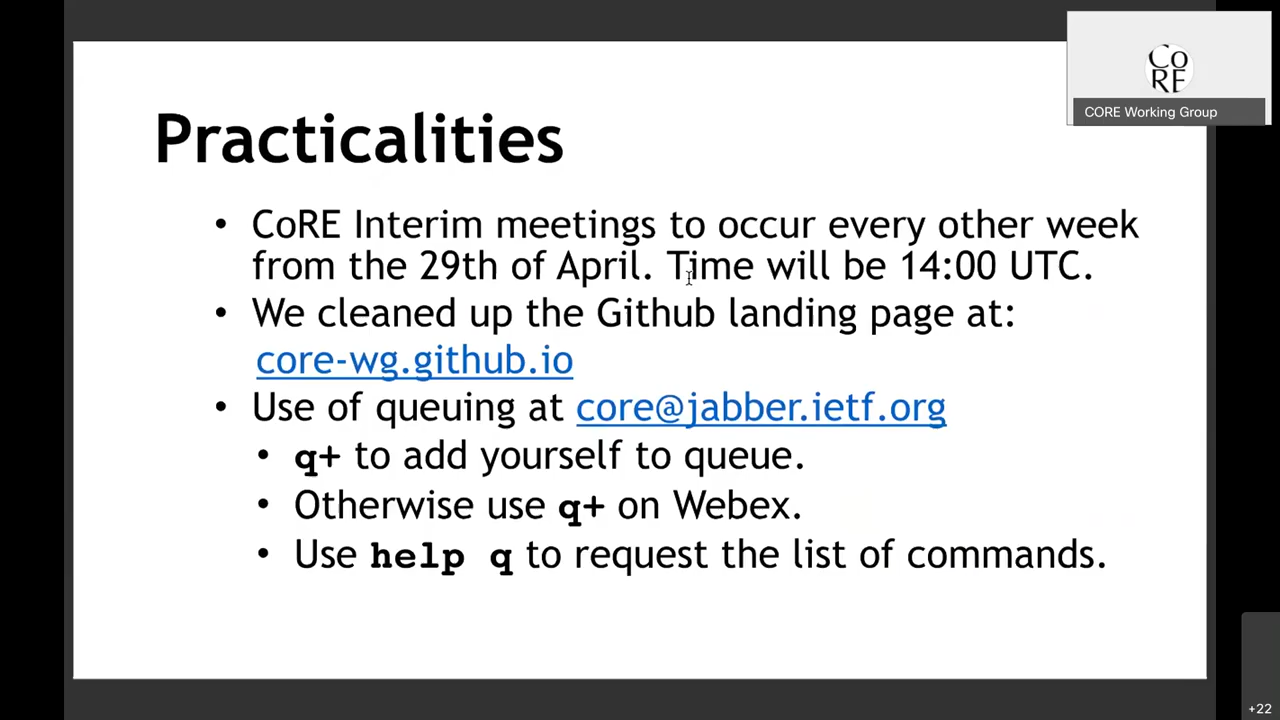 Co
RE
CORE Working Group
Practicalities
• CoRE Interim meetings to occur every other week
from the 29th of April. Time will be 14:00 UTC.
• We cleaned up the Github landing page at:
core-wg.github.io
• Use of queuing at core@jabber.ietf.org
• q+ to add yourself to queue.
• Otherwise use q+ on Webex.
• Use help q to request the list of commands.
+22